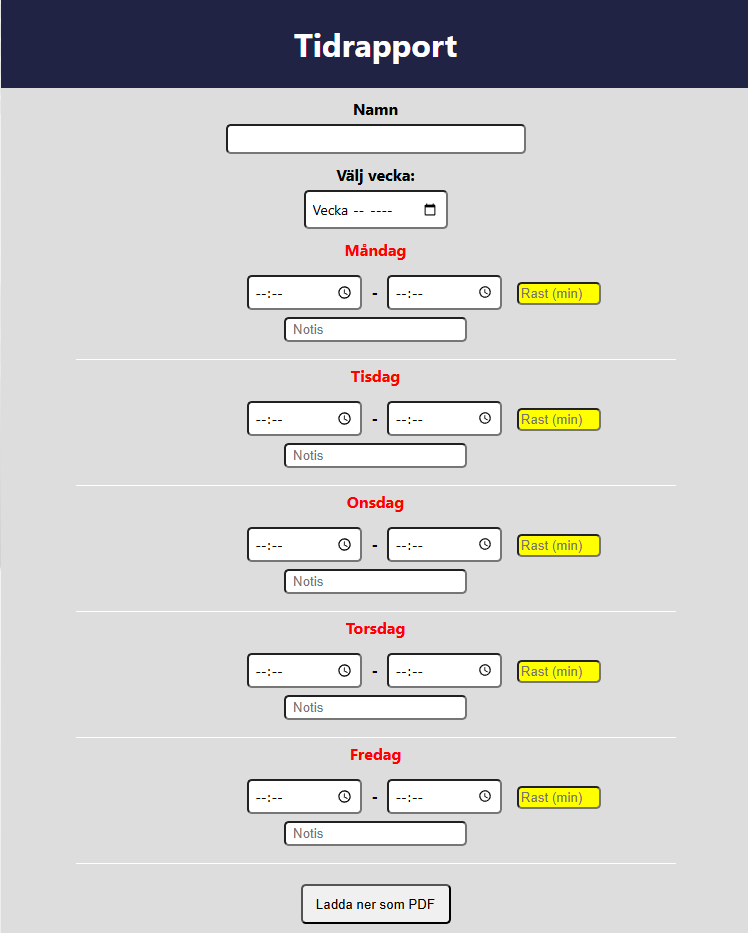 Tidrapport
Namn
Välj vecka:
Vecka -- ----
Måndag
--:-- - --:-- Rast (min)
Notis
Tisdag
--:-- - --:-- Rast (min)
Notis
Onsdag
--:-- - --:-- Rast (min)
Notis
Torsdag
--:-- - --:-- Rast (min)
Notis
Fredag
--:-- - --:-- Rast (min)
Notis
Ladda ner som PDF